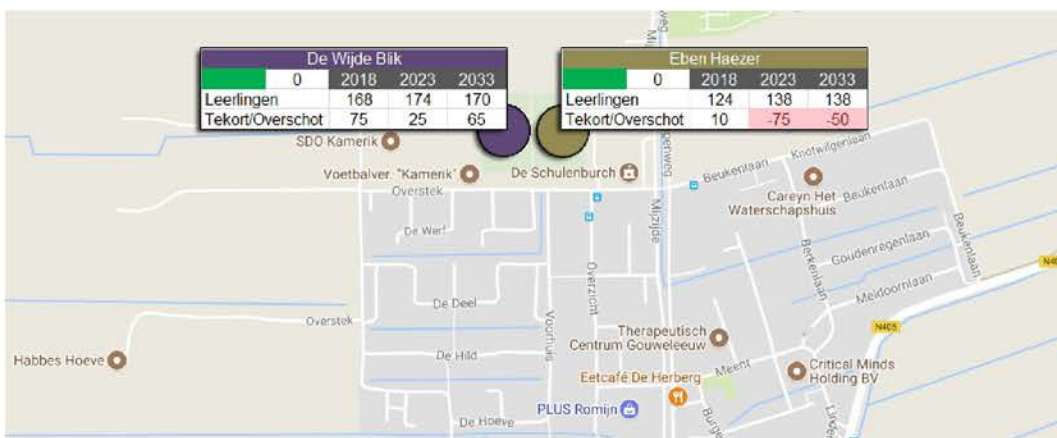 De Wijde Blik
0 2018 2023 2033
Leerlingen 168 174 170
Tekort/Overschot 75 25 65
Eben Haezer
0 2018 2023 2033
Leerlingen 124 138 138
Tekort/Overschot 10 -75 -50
SDO Kamerik
Voetbalver. "Kamerik"
De Schulenburch
Overstek
Beukenlaan
Knotwilgenlaan
Careyn Het
Waterschapshuis
Beukenlaan
Beukenlaan
De Werf
Mijzijde
Goudenregenlaan
Berkenlaan
Meidoornlaan
Overzicht
De Deel
Voorhuis
Overstek
N405
Therapeutisch
Centrum Gouweleeuw
De Hild
Habbes Hoeve
Meent
Critical Minds
Holding BV
Eetcafé De Herberg
PLUS Romijn
De Hoeve